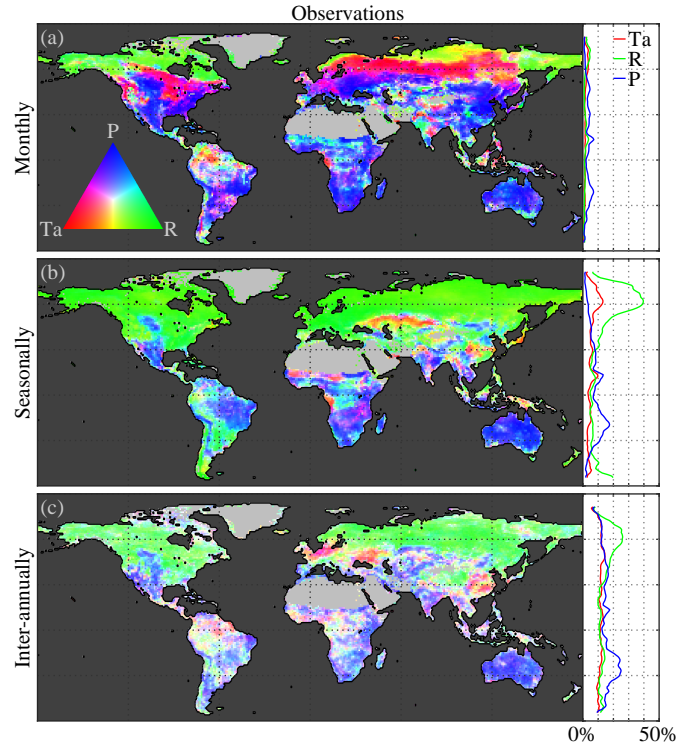 Observations
(a)
Monthly
P
Ta
R
Ta
R
P
(b)
Seasonally
(c)
Inter-annually
0%
50%